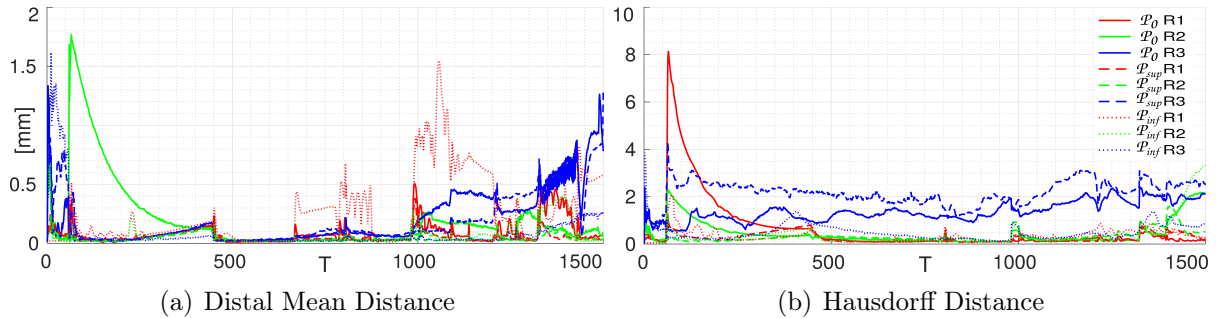 2
1.5
1
0.5
0
[mm]
0
500
T
1000
1500
10
8
6
4
2
0
0
500
T
1000
1500
𝒫₀ R1
𝒫₀ R2
𝒫₀ R3
𝒫sup R1
𝒫sup R2
𝒫sup R3
𝒫inf R1
𝒫inf R2
𝒫inf R3
(a) Distal Mean Distance
(b) Hausdorff Distance